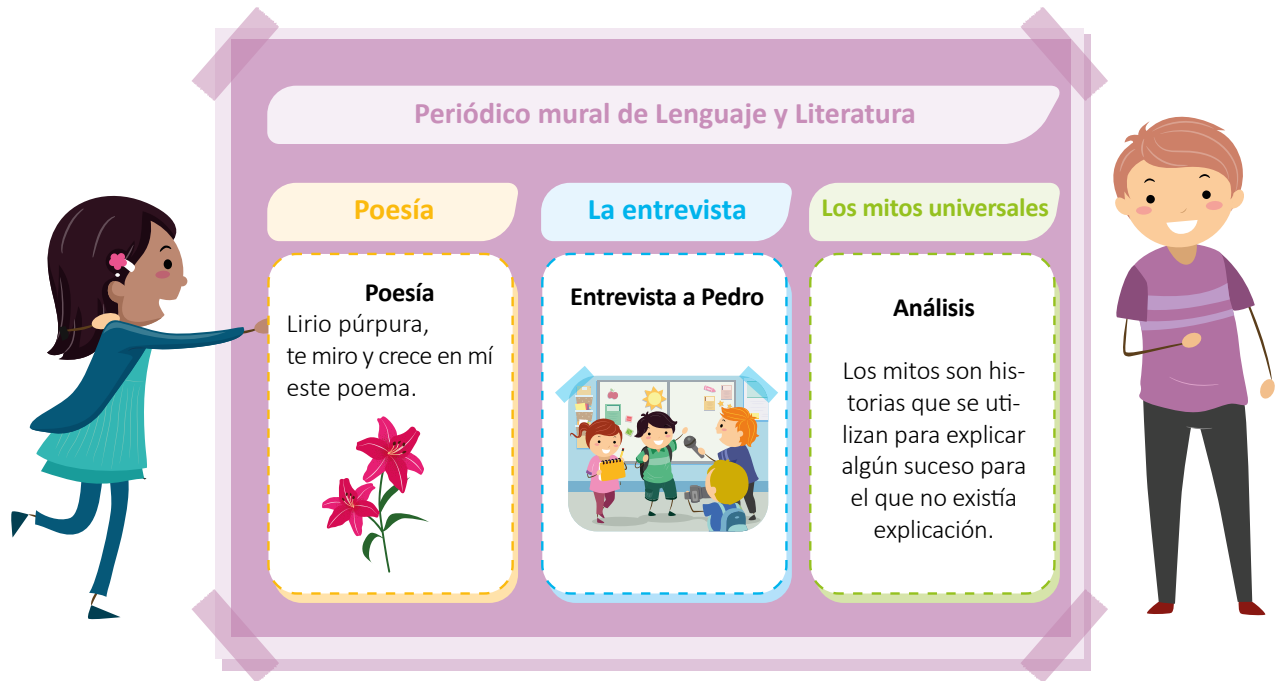 Periódico mural de Lenguaje y Literatura
Poesía
La entrevista
Los mitos universales
Poesía
Lirio púrpura,
te miro y crece en mí
este poema.
Entrevista a Pedro
Análisis
Los mitos son his-
torias que se uti-
lizan para explicar
algún suceso para
el que no existía
explicación.